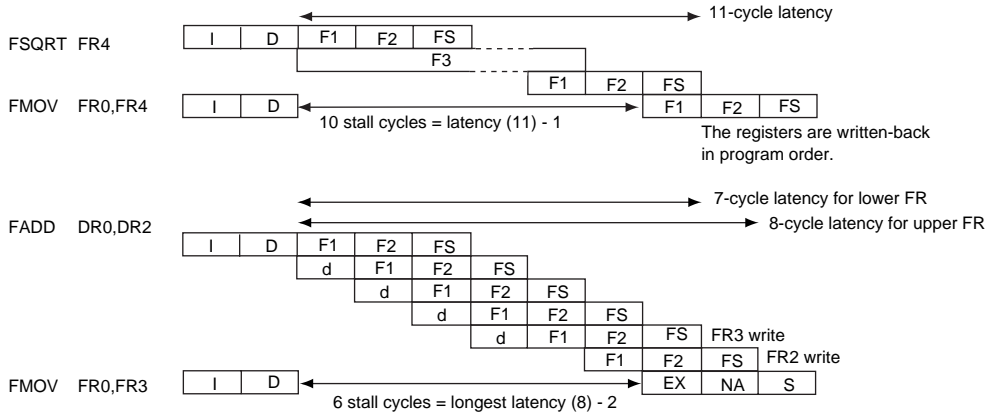 11-cycle latency
FSQRT FR4 I D F1 F2 FS
F3
F1 F2 FS
FMOV FR0,FR4 I D F1 F2 FS
10 stall cycles = latency (11) - 1
The registers are written-back
in program order.
7-cycle latency for lower FR
FADD DR0,DR2 8-cycle latency for upper FR
I D F1 F2 FS
d F1 F2 FS
d F1 F2 FS
d F1 F2 FS
d F1 F2 FS FR3 write
F1 F2 FS FR2 write
FMOV FR0,FR3 I D EX NA S
6 stall cycles = longest latency (8) - 2